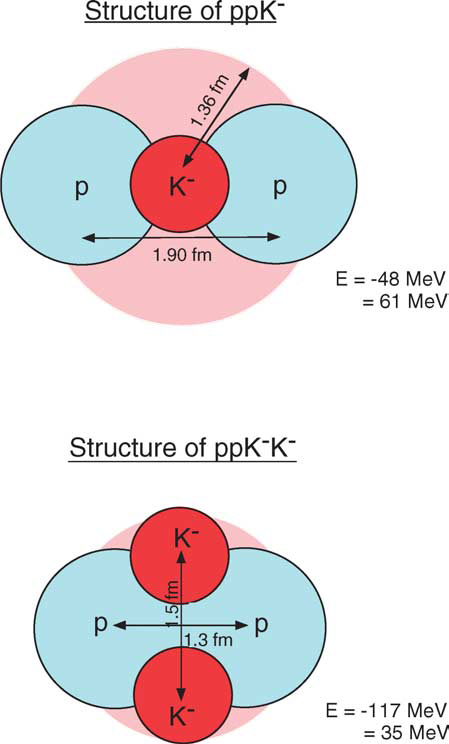 Structure of ppK⁻
1.36 fm
p
K⁻
p
1.90 fm
E = -48 MeV
= 61 MeV
Structure of ppK⁻K⁻
K⁻
1.5 fm
p
p
1.3 fm
K⁻
E = -117 MeV
= 35 MeV